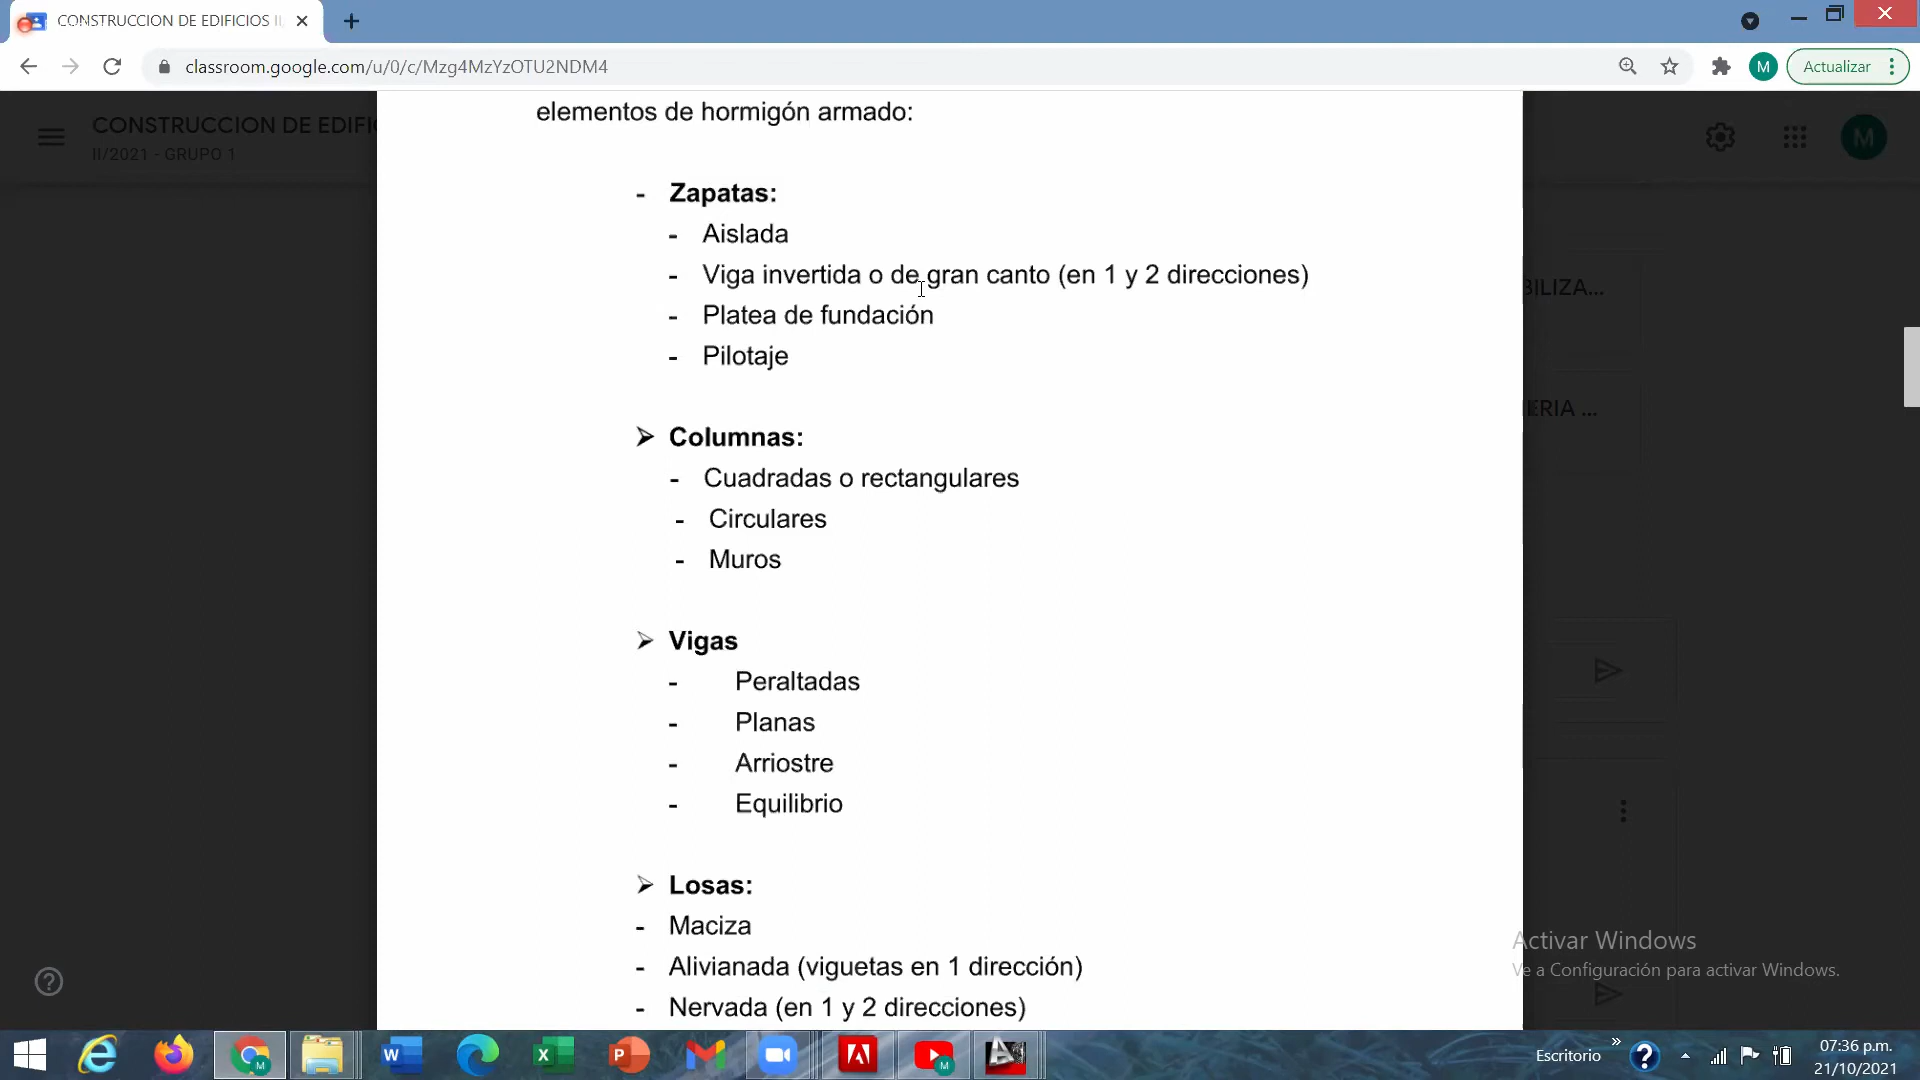 CONSTRUCCION DE EDIFICIOS II
classroom.google.com/u/0/c/Mzg4MzYzOTU2NDM4
M
Actualizar
CONSTRUCCION DE EDIFI
II/2021 - GRUPO 1
M
elementos de hormigón armado:
- Zapatas:
- Aislada
- Viga invertida o de gran canto (en 1 y 2 direcciones)
- Platea de fundación
- Pilotaje
➢ Columnas:
- Cuadradas o rectangulares
- Circulares
- Muros
➢ Vigas
- Peraltadas
- Planas
- Arriostre
- Equilibrio
➢ Losas:
- Maciza
- Alivianada (viguetas en 1 dirección)
- Nervada (en 1 y 2 direcciones)
BILIZA...
IERIA ...
Activar Windows
Ve a Configuración para activar Windows.
Escritorio
07:36 p.m.
21/10/2021